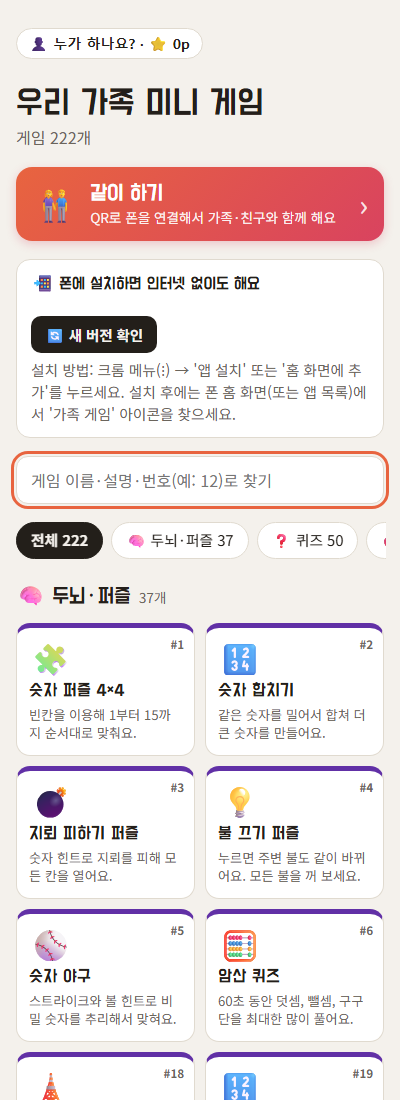 누가 하나요? · 0p
우리 가족 미니 게임
게임 222개
같이 하기
QR로 폰을 연결해서 가족·친구와 함께 해요
폰에 설치하면 인터넷 없이도 해요
새 버전 확인
설치 방법: 크롬 메뉴(⋮) → '앱 설치' 또는 '홈 화면에 추
가'를 누르세요. 설치 후에는 폰 홈 화면(또는 앱 목록)에
서 '가족 게임' 아이콘을 찾으세요.
게임 이름·설명·번호(예: 12)로 찾기
전체 222 두뇌·퍼즐 37 퀴즈 50
두뇌·퍼즐 37개
#1
숫자 퍼즐 4×4
빈칸을 이용해 1부터 15까
지 순서대로 맞춰요.
#2
숫자 합치기
같은 숫자를 밀어서 합쳐 더
큰 숫자를 만들어요.
#3
지뢰 피하기 퍼즐
숫자 힌트로 지뢰를 피해 모
든 칸을 열어요.
#4
불 끄기 퍼즐
누르면 주변 불도 같이 바뀌
어요. 모든 불을 꺼 보세요.
#5
숫자 야구
스트라이크와 볼 힌트로 비
밀 숫자를 추리해서 맞혀요.
#6
암산 퀴즈
60초 동안 덧셈, 뺄셈, 구구
단을 최대한 많이 풀어요.
#18
#19